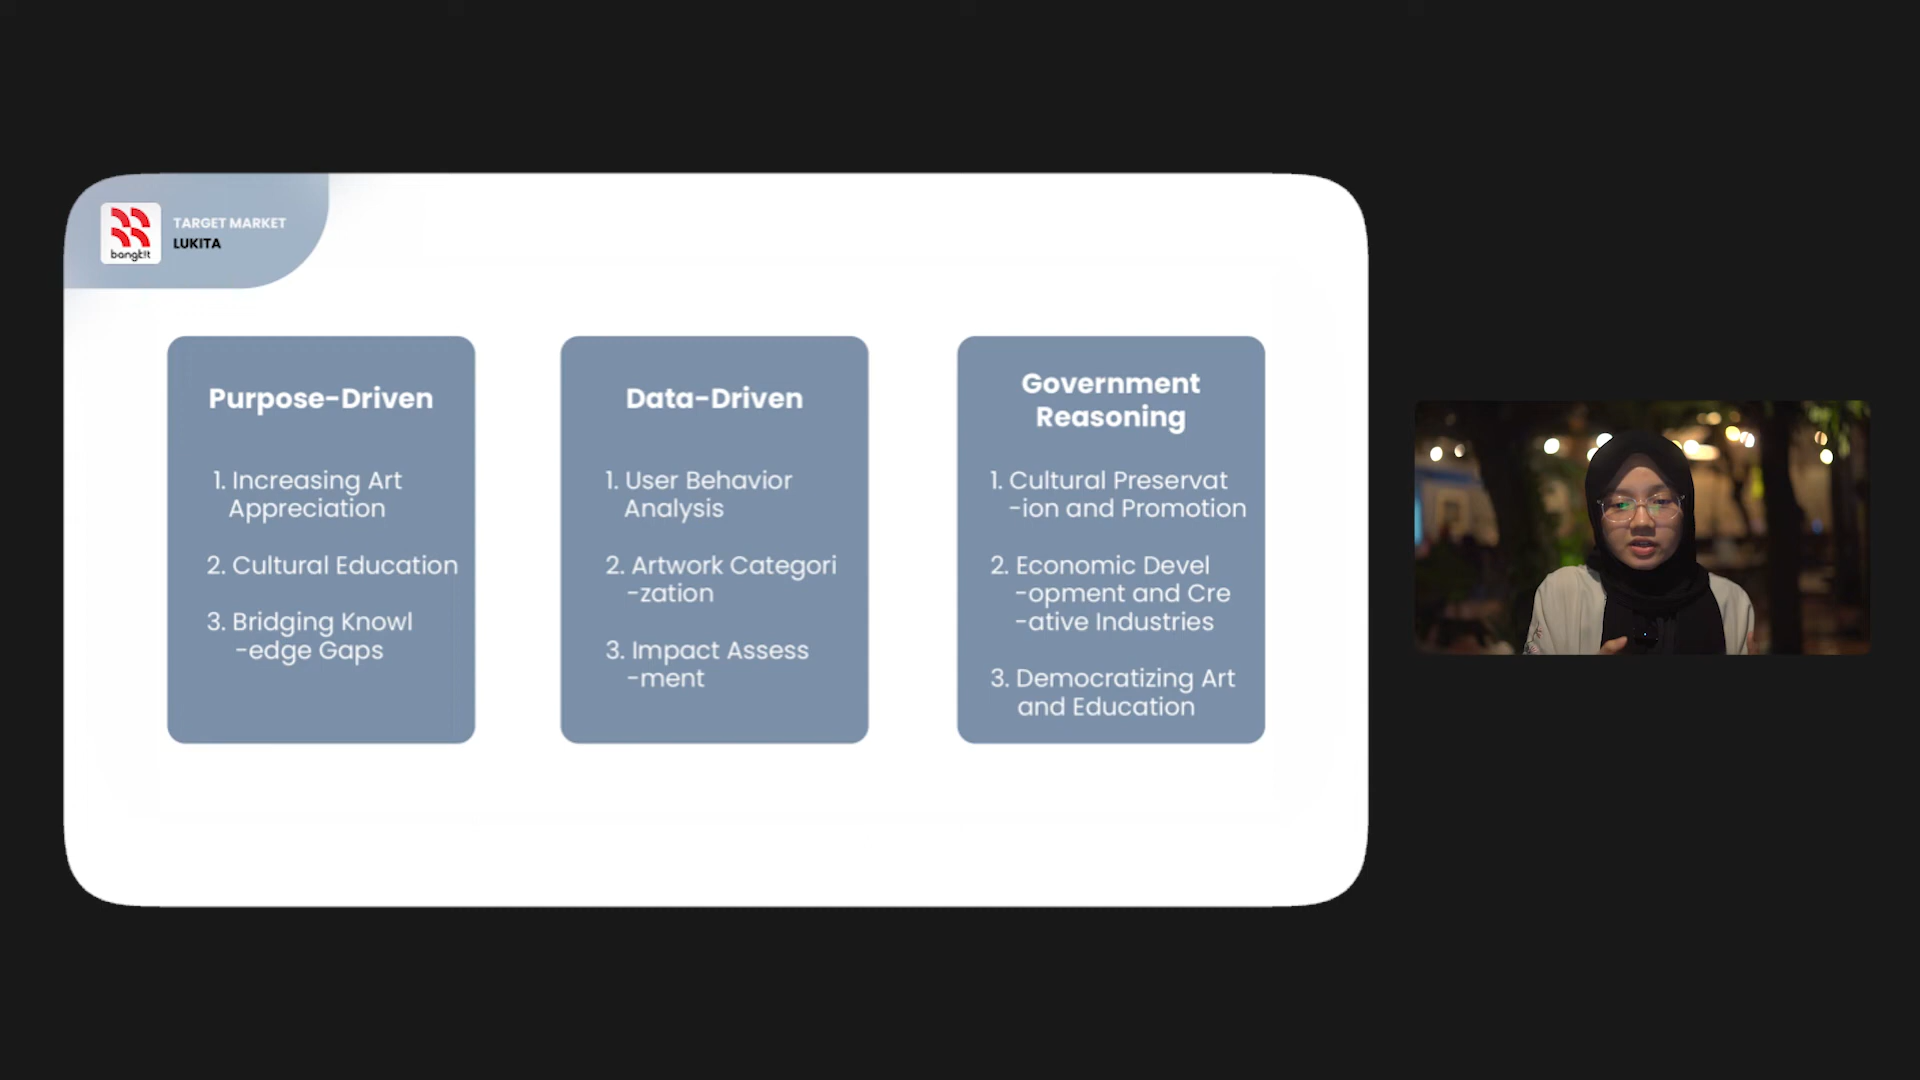 bangk!t
TARGET MARKET
LUKITA
Purpose-Driven
1. Increasing Art
Appreciation
2. Cultural Education
3. Bridging Knowl
-edge Gaps
Data-Driven
1. User Behavior
Analysis
2. Artwork Categori
-zation
3. Impact Assess
-ment
Government
Reasoning
1. Cultural Preservat
-ion and Promotion
2. Economic Devel
-opment and Cre
-ative Industries
3. Democratizing Art
and Education